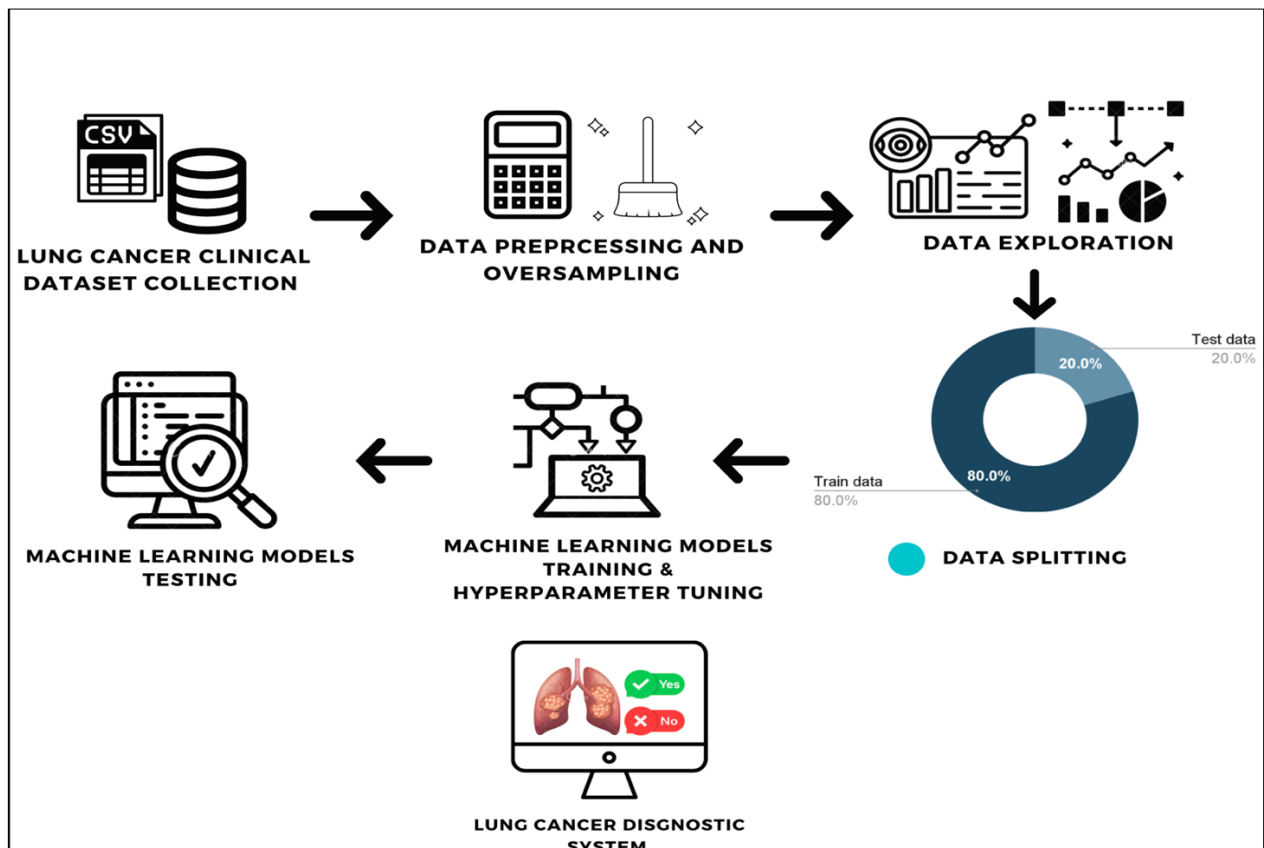 CSV
LUNG CANCER CLINICAL
DATASET COLLECTION
DATA PREPRCESSING AND
OVERSAMPLING
DATA EXPLORATION
Test data
20.0%
20.0%
80.0%
Train data
80.0%
DATA SPLITTING
MACHINE LEARNING MODELS
TRAINING &
HYPERPARAMETER TUNING
MACHINE LEARNING MODELS
TESTING
Yes
No
LUNG CANCER DISGNOSTIC
SYSTEM